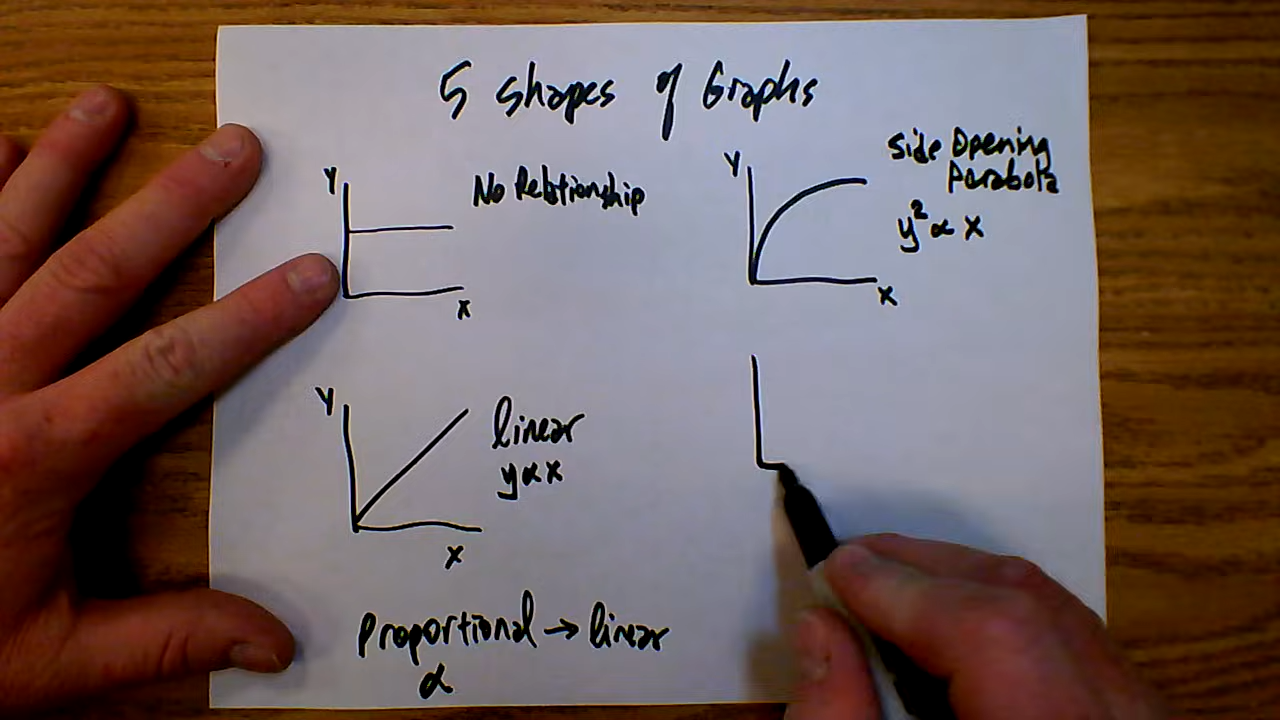 5 Shapes of Graphs
Y
No Relationship
X
Y
Side Opening
Parabola
y² ∝ x
X
Y
linear
y ∝ x
X
proportional → linear
∝